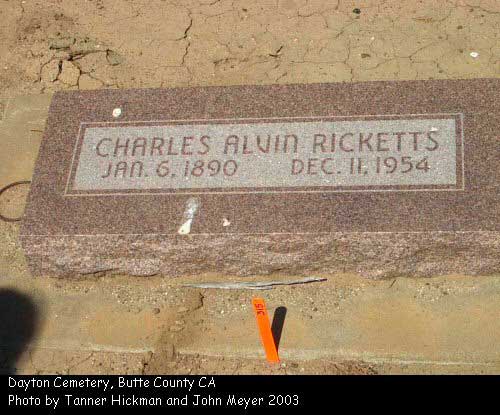 CHARLES ALVIN RICKETTS
JAN. 6, 1890 DEC. 11, 1954
Dayton Cemetery, Butte County CA
Photo by Tanner Hickman and John Meyer 2003